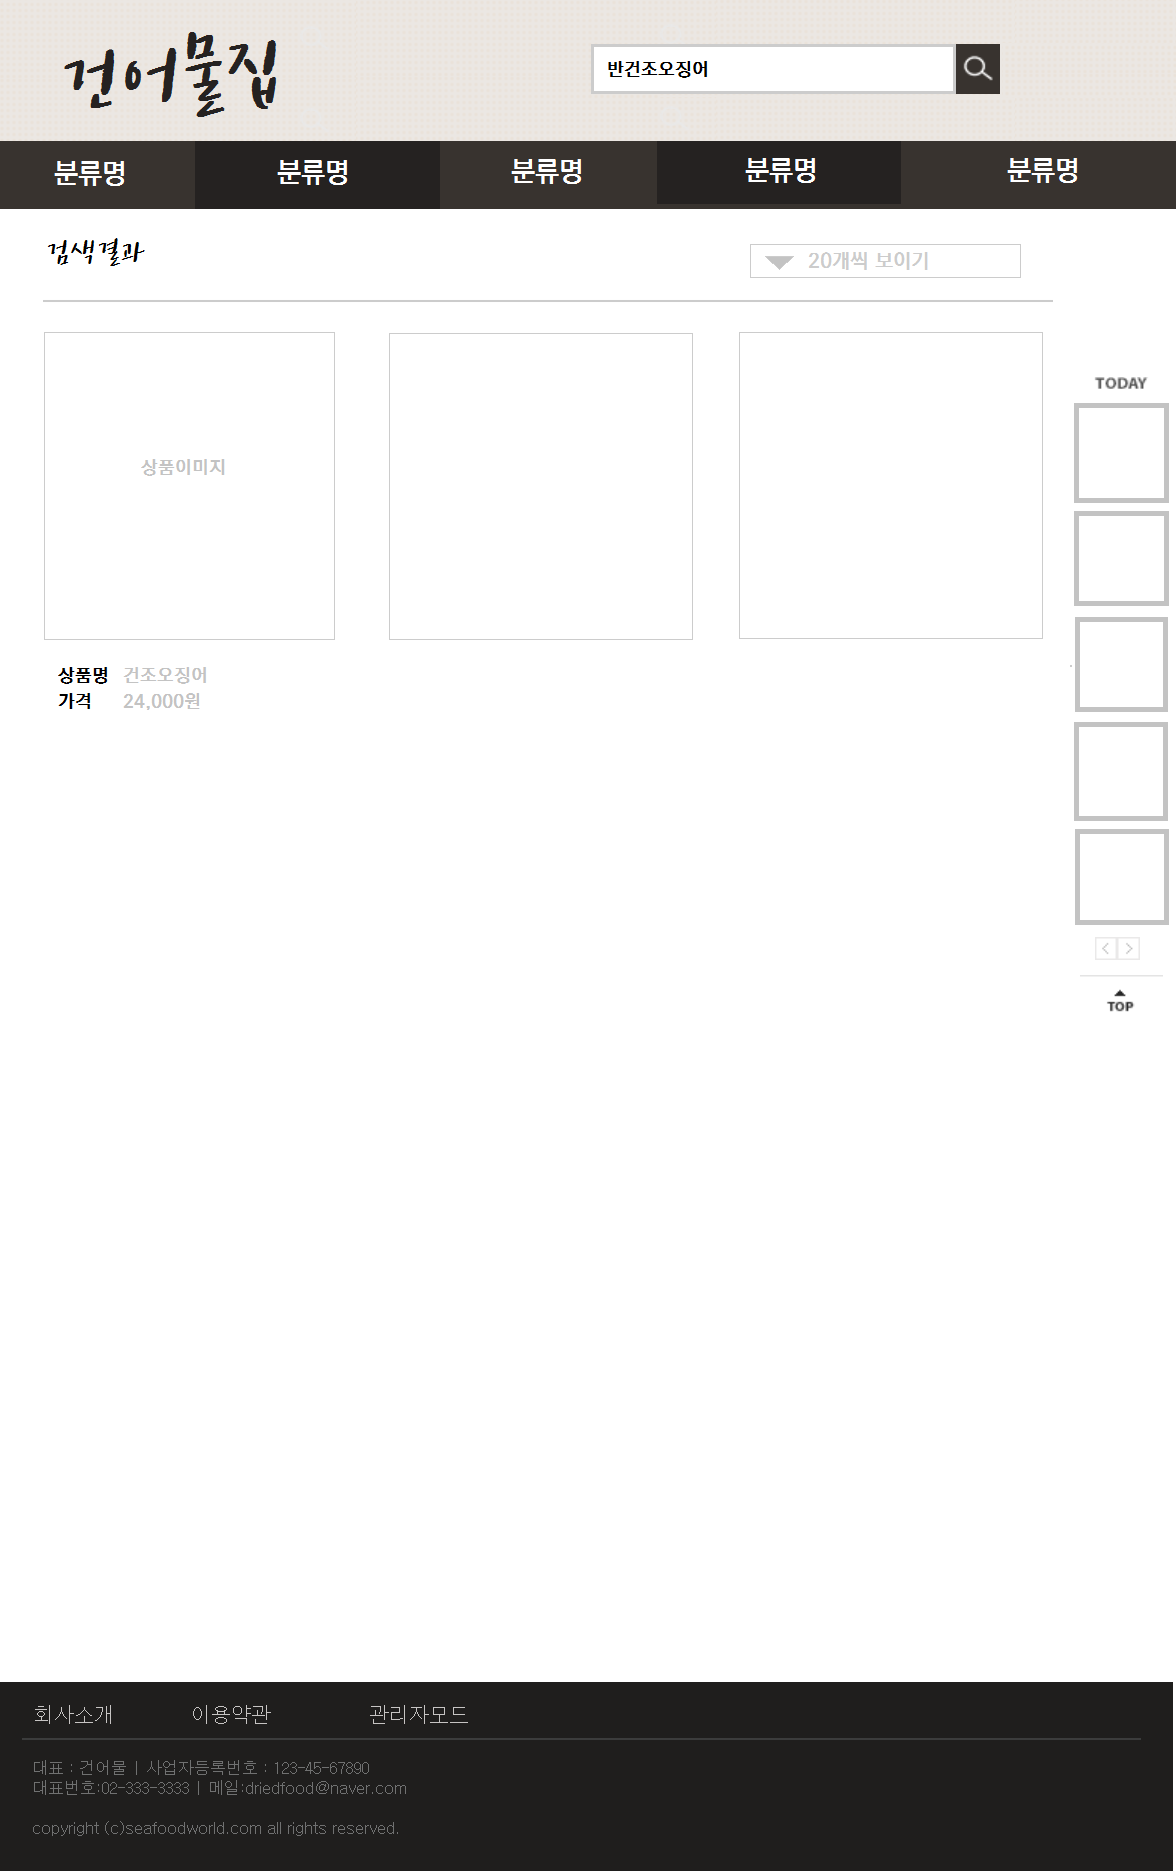 건어물집
반건조오징어
분류명 분류명 분류명 분류명 분류명
검색결과
20개씩 보이기
TODAY
상품이미지
상품명 건조오징어
가격 24,000원
TOP
회사소개 이용약관 관리자모드
대표 : 건어물 | 사업자등록번호 : 123-45-67890
대표번호:02-333-3333 | 메일:driedfood@naver.com
copyright (c)seafoodworld.com all rights reserved.